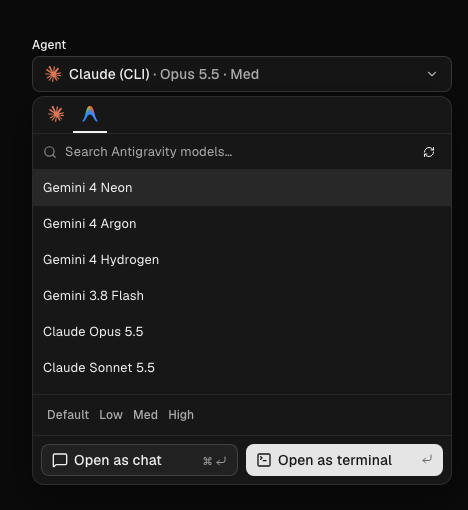 Agent
Claude (CLI) · Opus 5.5 · Med
Search Antigravity models...
Gemini 4 Neon
Gemini 4 Argon
Gemini 4 Hydrogen
Gemini 3.8 Flash
Claude Opus 5.5
Claude Sonnet 5.5
Default Low Med High
Open as chat ⌘↵ Open as terminal ↵